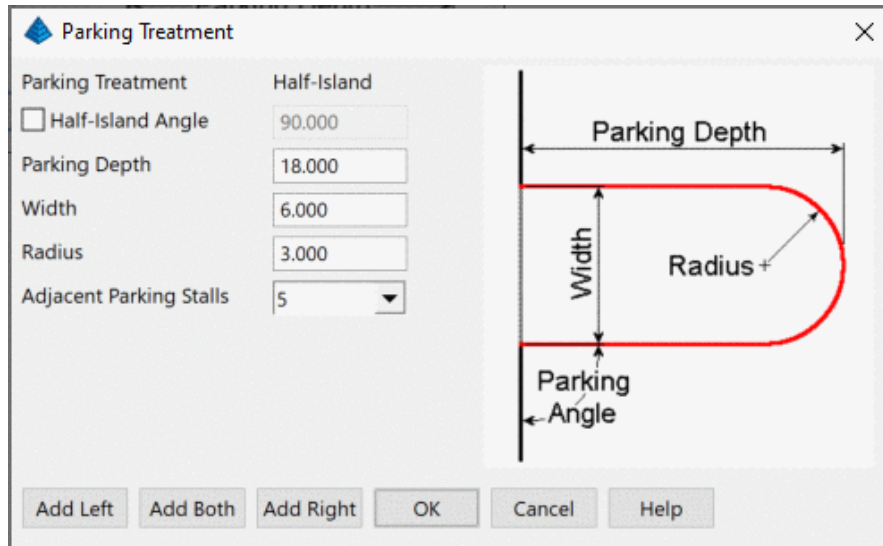 Parking Treatment
Parking Treatment Half-Island
Half-Island Angle 90.000
Parking Depth 18.000
Width 6.000
Radius 3.000
Adjacent Parking Stalls 5
Parking Depth
Width
Radius
Parking
Angle
Add Left Add Both Add Right OK Cancel Help